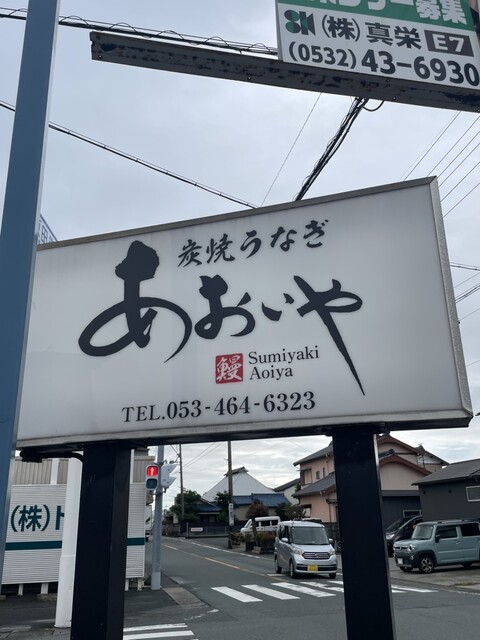 (株)真栄 E7
(0532)43-6930
炭焼うなぎ
あおいや
鰻 Sumiyaki
Aoiya
TEL.053-464-6323
(株)